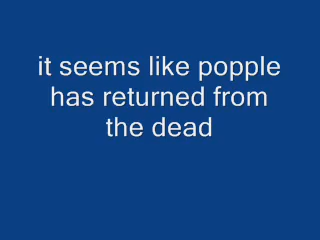 it seems like popple
has returned from
the dead